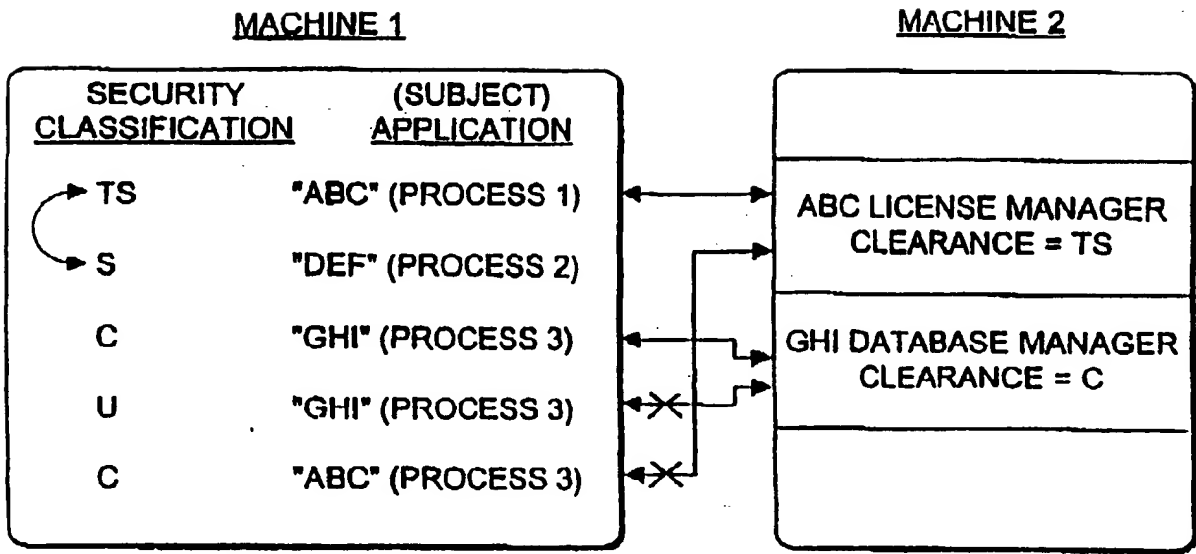 MACHINE 1
MACHINE 2
SECURITY CLASSIFICATION
(SUBJECT) APPLICATION
TS "ABC" (PROCESS 1)
S "DEF" (PROCESS 2)
C "GHI" (PROCESS 3)
U "GHI" (PROCESS 3)
C "ABC" (PROCESS 3)
ABC LICENSE MANAGER
CLEARANCE = TS
GHI DATABASE MANAGER
CLEARANCE = C